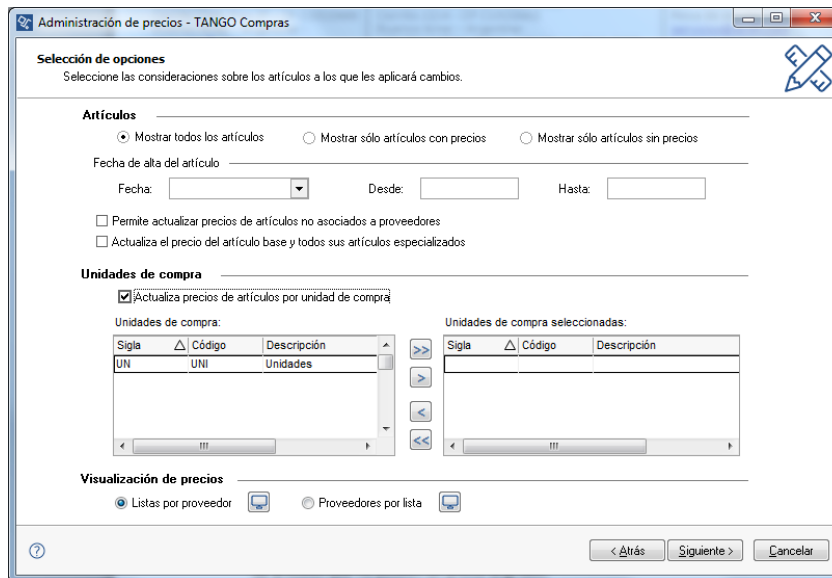 Administración de precios - TANGO Compras
Selección de opciones
Seleccione las consideraciones sobre los artículos a los que les aplicará cambios.
Artículos
Mostrar todos los artículos Mostrar sólo artículos con precios Mostrar sólo artículos sin precios
Fecha de alta del artículo
Fecha: Desde: Hasta:
Permite actualizar precios de artículos no asociados a proveedores
Actualiza el precio del artículo base y todos sus artículos especializados
Unidades de compra
Actualiza precios de artículos por unidad de compra
Unidades de compra: Unidades de compra seleccionadas:
Sigla Código Descripción >> Sigla Código Descripción
UN UNI Unidades
>
<
<<
Visualización de precios
Listas por proveedor Proveedores por lista
? < Atrás Siguiente > Cancelar